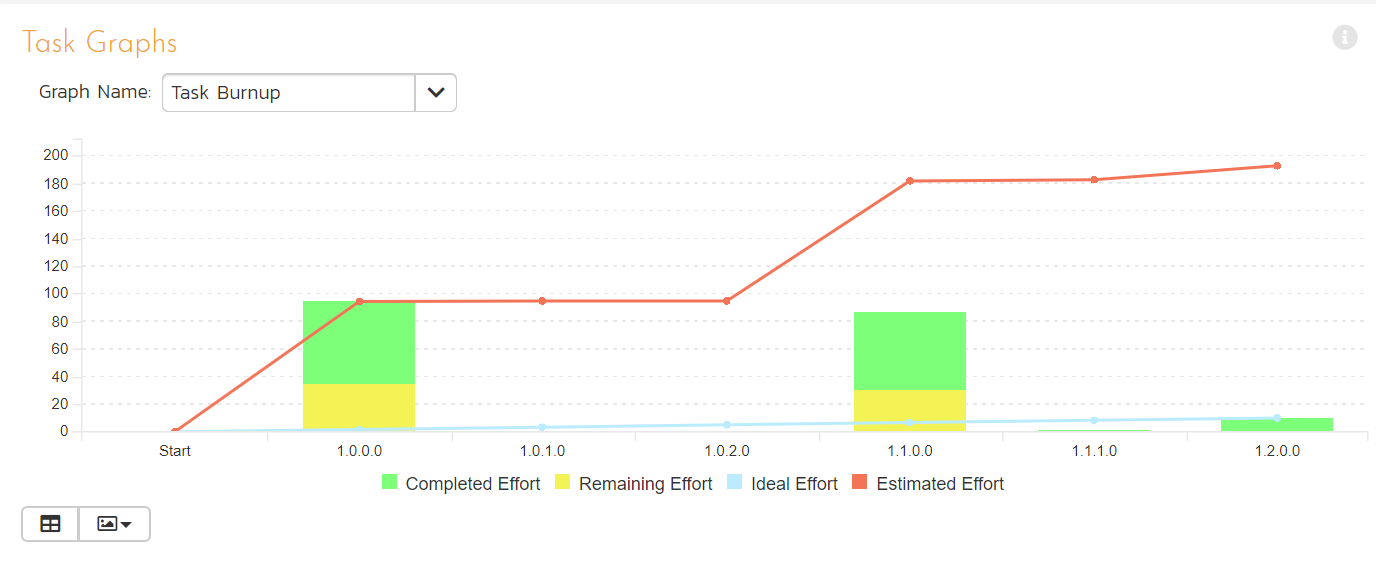 Task Graphs
Graph Name: Task Burnup
200
180
160
140
120
100
80
60
40
20
0
Start 1.0.0.0 1.0.1.0 1.0.2.0 1.1.0.0 1.1.1.0 1.2.0.0
Completed Effort Remaining Effort Ideal Effort Estimated Effort